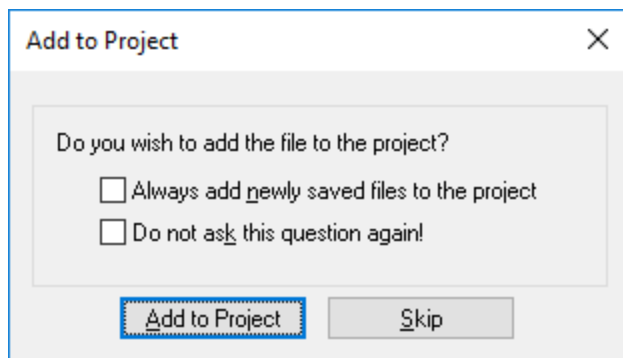 Add to Project
Do you wish to add the file to the project?
Always add newly saved files to the project
Do not ask this question again!
Add to Project
Skip